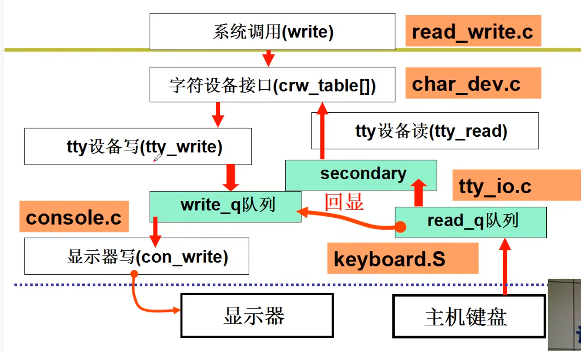 系统调用(write)
read_write.c
字符设备接口(crw_table[])
char_dev.c
tty设备写(tty_write)
tty设备读(tty_read)
secondary
tty_io.c
write_q队列
回显
read_q队列
console.c
显示器写(con_write)
keyboard.S
显示器
主机键盘